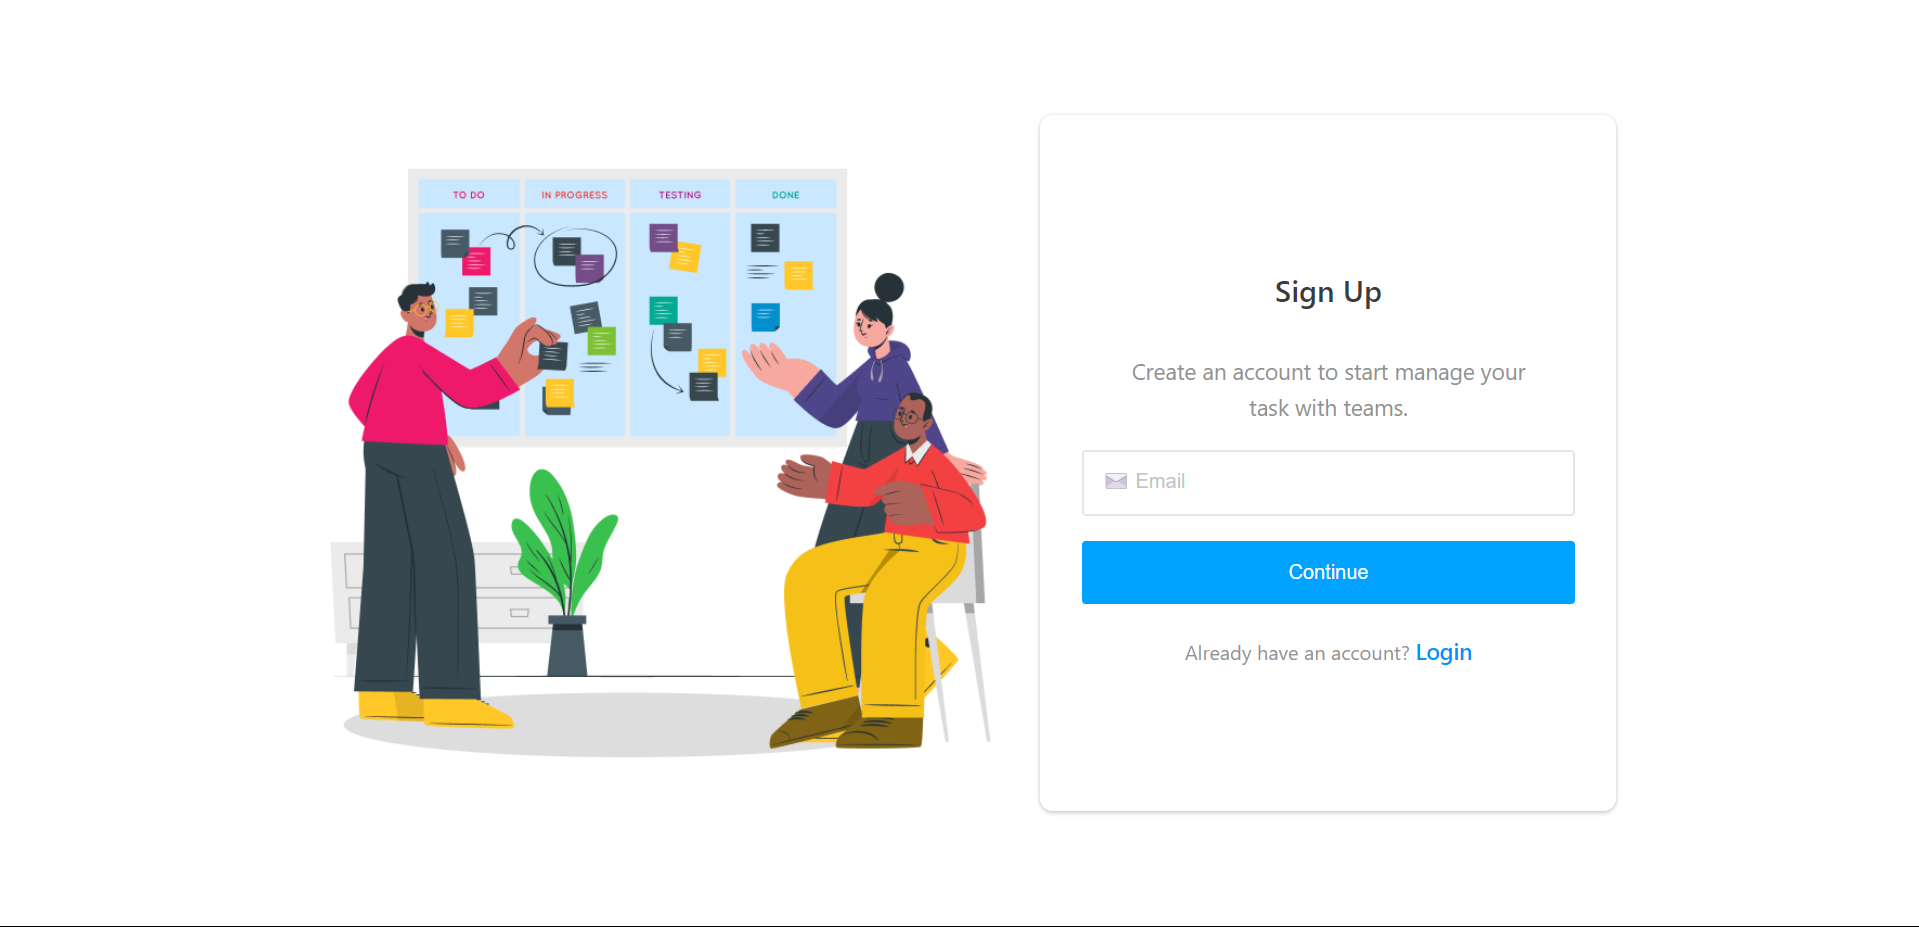 TO DO
IN PROGRESS
TESTING
DONE
Sign Up
Create an account to start manage your
task with teams.
Email
Continue
Already have an account? Login